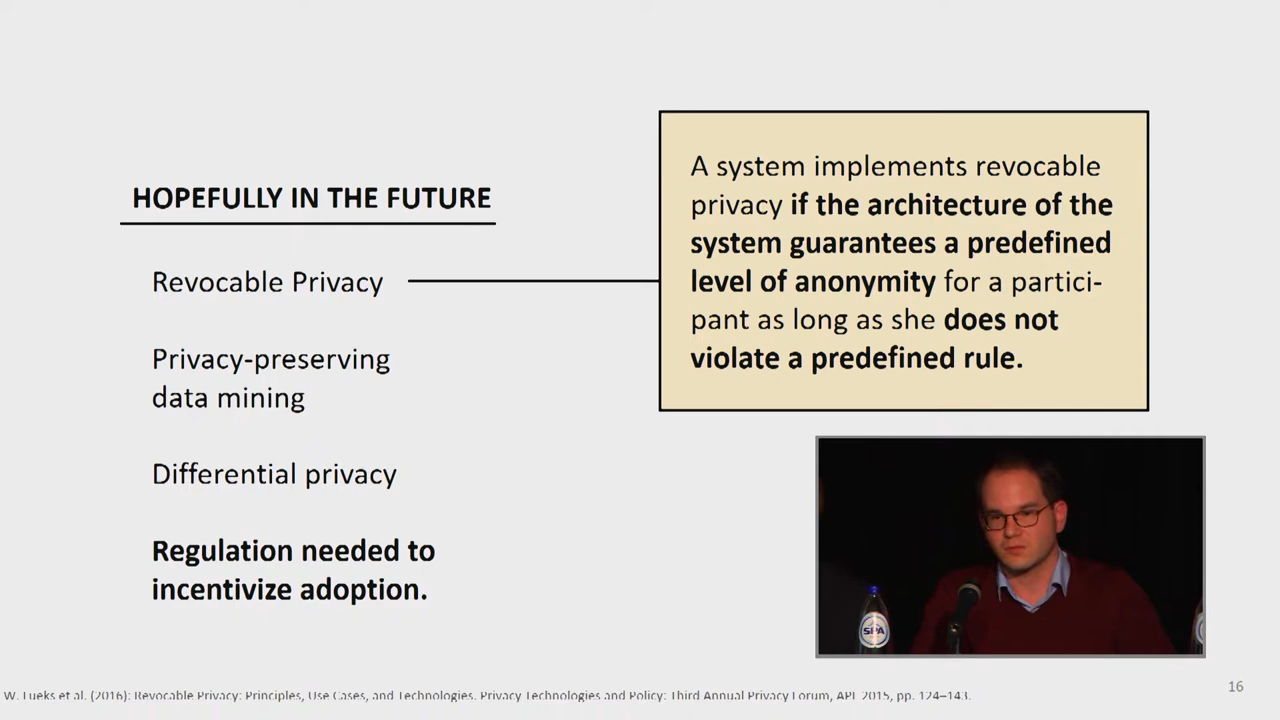 HOPEFULLY IN THE FUTURE
Revocable Privacy
Privacy-preserving
data mining
Differential privacy
Regulation needed to
incentivize adoption.
A system implements revocable
privacy if the architecture of the
system guarantees a predefined
level of anonymity for a partici-
pant as long as she does not
violate a predefined rule.
SPA
W. Lueks et al. (2016): Revocable Privacy: Principles, Use Cases, and Technologies. Privacy Technologies and Policy: Third Annual Privacy Forum, APF 2015, pp. 124–143.
16